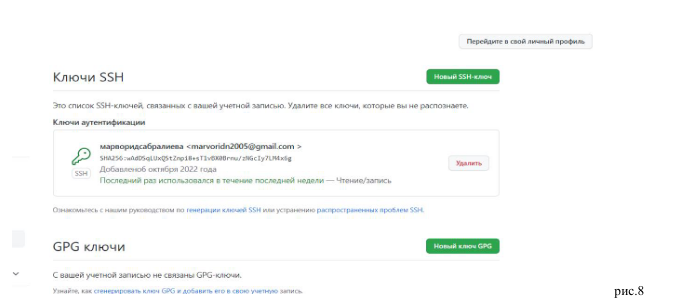 Перейдите в свой личный профиль
Ключи SSH
Новый SSH-ключ
Это список SSH-ключей, связанных с вашей учетной записью. Удалите все ключи, которые вы не распознаете.
Ключи аутентификации
марворидсабралиева <marvoridn2005@gmail.com >
Добавленоб октября 2022 года
Последний раз использовался в течение последней недели — Чтение/запись
SSH
Удалить
Ознакомьтесь с нашим руководством по генерации ключей SSH или устранению распространенных проблем SSH.
GPG ключи
Новый ключ GPG
С вашей учетной записью не связаны GPG-ключи.
Узнайте, как сгенерировать ключ GPG и добавить его в свою учетную запись.
рис.8